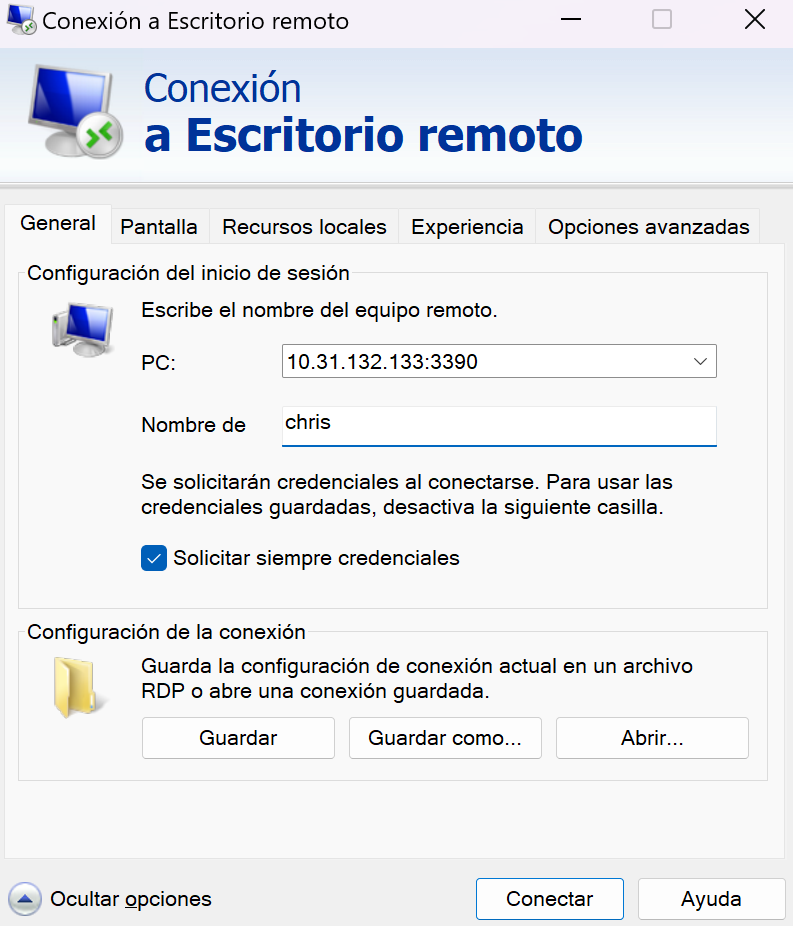 Conexión a Escritorio remoto
Conexión
a Escritorio remoto
General
Pantalla
Recursos locales
Experiencia
Opciones avanzadas
Configuración del inicio de sesión
Escribe el nombre del equipo remoto.
PC:
10.31.132.133:3390
Nombre de
chris
Se solicitarán credenciales al conectarse. Para usar las
credenciales guardadas, desactiva la siguiente casilla.
Solicitar siempre credenciales
Configuración de la conexión
Guarda la configuración de conexión actual en un archivo
RDP o abre una conexión guardada.
Guardar
Guardar como...
Abrir...
Ocultar opciones
Conectar
Ayuda